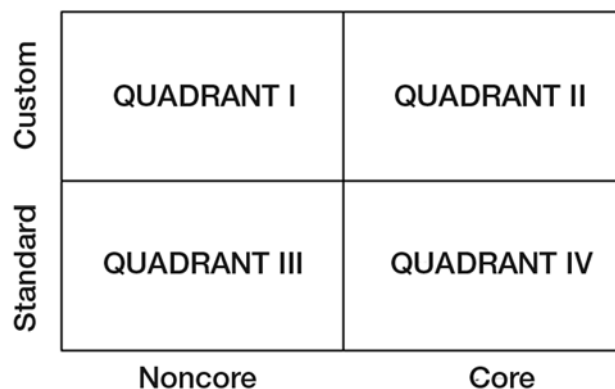 Custom
QUADRANT I
QUADRANT II
Standard
QUADRANT III
QUADRANT IV
Noncore
Core